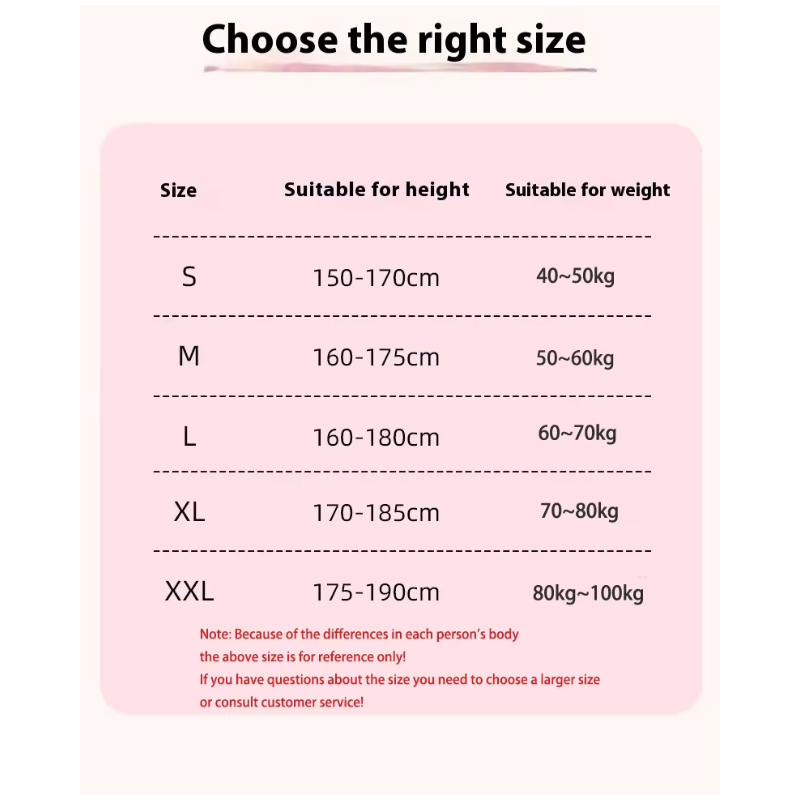 Choose the right size
Size Suitable for height Suitable for weight
S 150-170cm 40~50kg
M 160-175cm 50~60kg
L 160-180cm 60~70kg
XL 170-185cm 70~80kg
XXL 175-190cm 80kg~100kg
Note: Because of the differences in each person's body
the above size is for reference only!
If you have questions about the size you need to choose a larger size
or consult customer service!